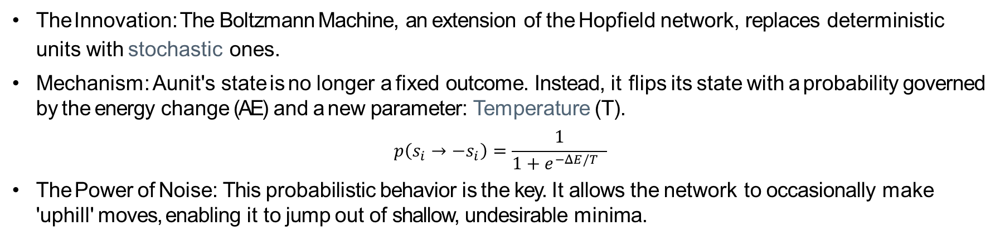 • The Innovation: The Boltzmann Machine, an extension of the Hopfield network, replaces deterministic
units with stochastic ones.
• Mechanism: Aunit's state is no longer a fixed outcome. Instead, it flips its state with a probability governed
by the energy change (AE) and a new parameter: Temperature (T).
p(s_i → −s_i) = 1 / (1 + e^{−ΔE/T})
• The Power of Noise: This probabilistic behavior is the key. It allows the network to occasionally make
'uphill' moves, enabling it to jump out of shallow, undesirable minima.